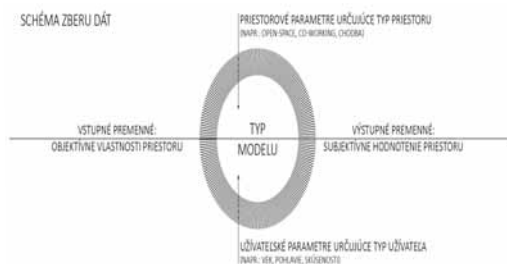 SCHÉMA ZBERU DÁT
PRIESTOROVÉ PARAMETRE URČUJÚCE TYP PRIESTORU
(NAPR.: OPEN-SPACE, CO-WORKING, CHODBA)
VSTUPNÉ PREMENNÉ:
OBJEKTÍVNE VLASTNOSTI PRIESTORU
TYP
MODELU
VÝSTUPNÉ PREMENNÉ:
SUBJEKTÍVNE HODNOTENIE PRIESTORU
UŽÍVATEĽSKÉ PARAMETRE URČUJÚCE TYP UŽÍVATEĽA
(NAPR.: VEK, POHLAVIE, SKÚSENOSTI)